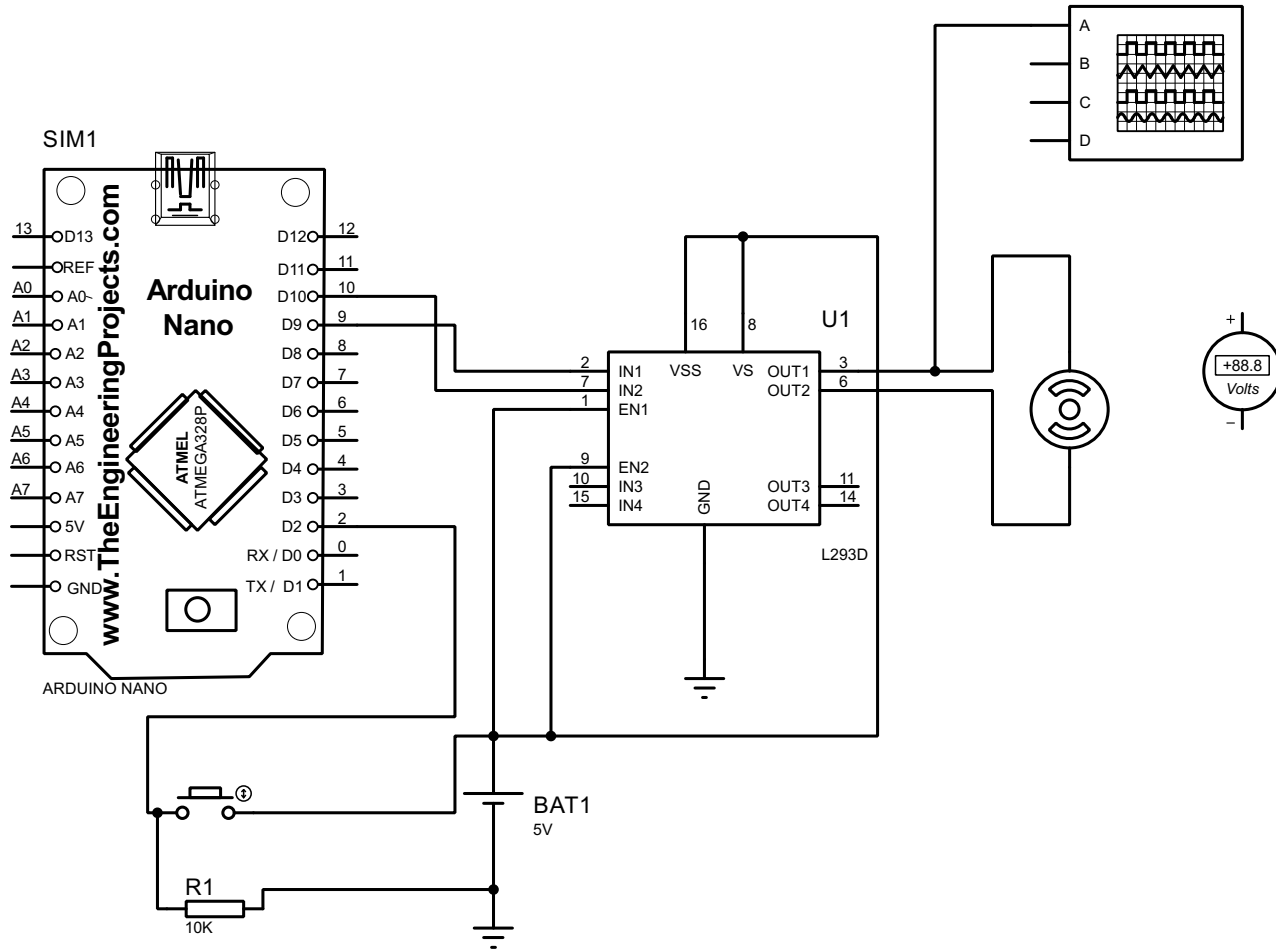 SIM1
www.TheEngineeringProjects.com
Arduino
Nano
ATMEL
ATMEGA328P
13 D13
REF
A0 A0~
A1 A1
A2 A2
A3 A3
A4 A4
A5 A5
A6 A6
A7 A7
5V
RST
GND
D12 12
D11 11
D10 10
D9 9
D8 8
D7 7
D6 6
D5 5
D4 4
D3 3
D2 2
RX / D0 0
TX / D1 1
ARDUINO NANO
R1
10K
BAT1
5V
U1
16 8
VSS VS
2 IN1
7 IN2
1 EN1
9 EN2
10 IN3
15 IN4
GND
OUT1 3
OUT2 6
OUT3 11
OUT4 14
L293D
A
B
C
D
+
+88.8
Volts
–